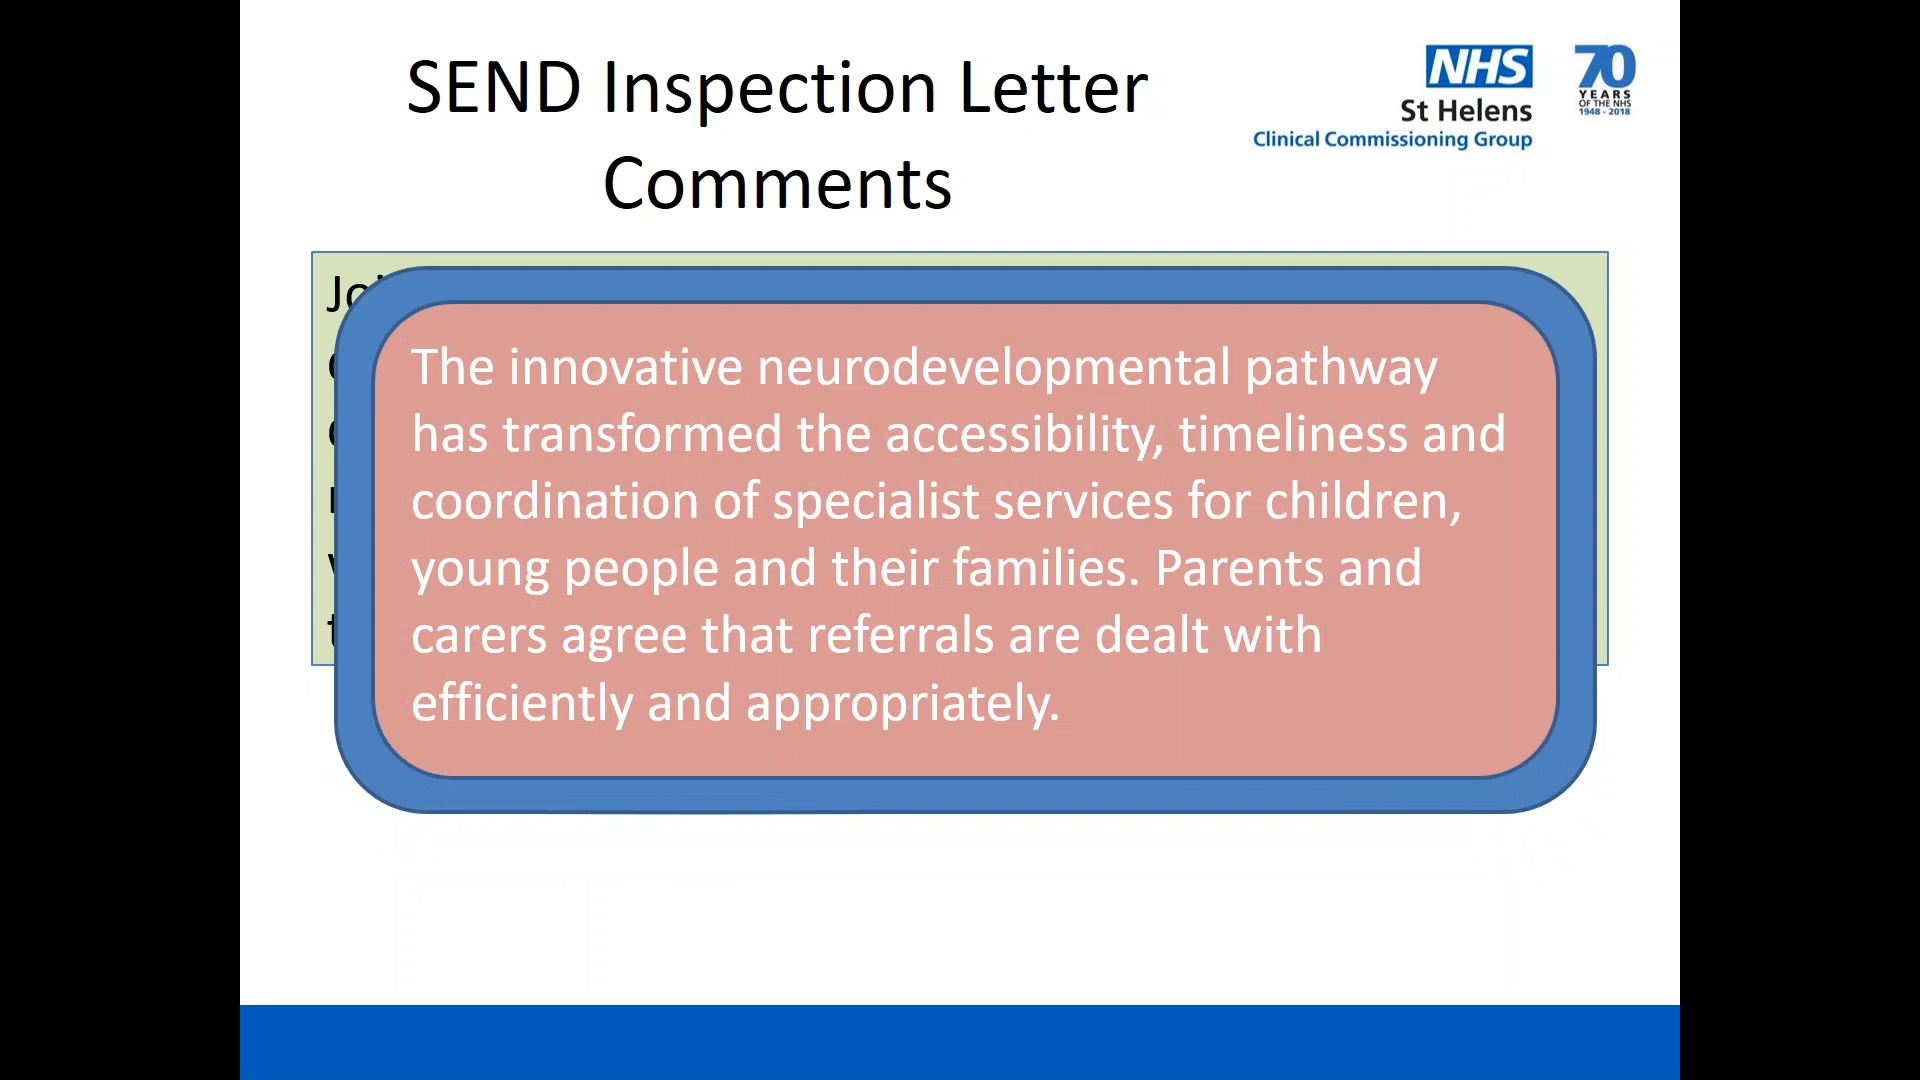 SEND Inspection Letter
Comments
NHS
St Helens
Clinical Commissioning Group
70
YEARS
OF THE NHS
1948 - 2018
The innovative neurodevelopmental pathway
has transformed the accessibility, timeliness and
coordination of specialist services for children,
young people and their families. Parents and
carers agree that referrals are dealt with
efficiently and appropriately.